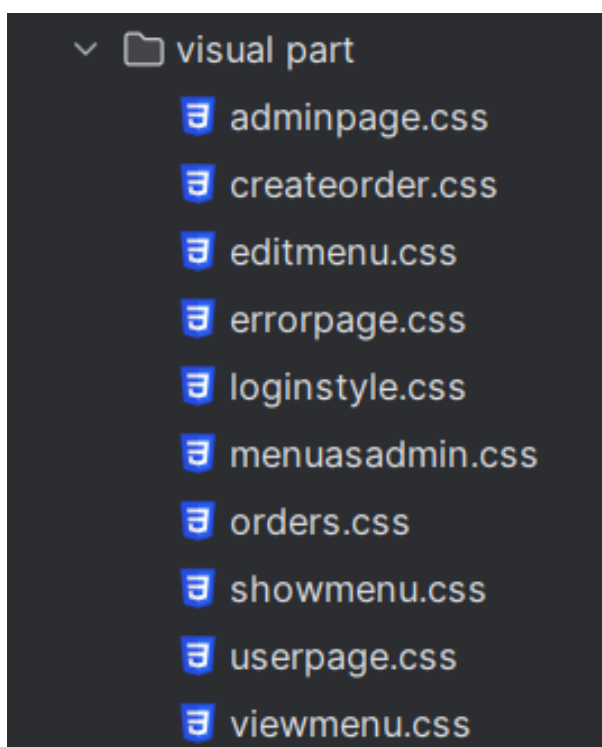 visual part
adminpage.css
createorder.css
editmenu.css
errorpage.css
loginstyle.css
menuasadmin.css
orders.css
showmenu.css
userpage.css
viewmenu.css